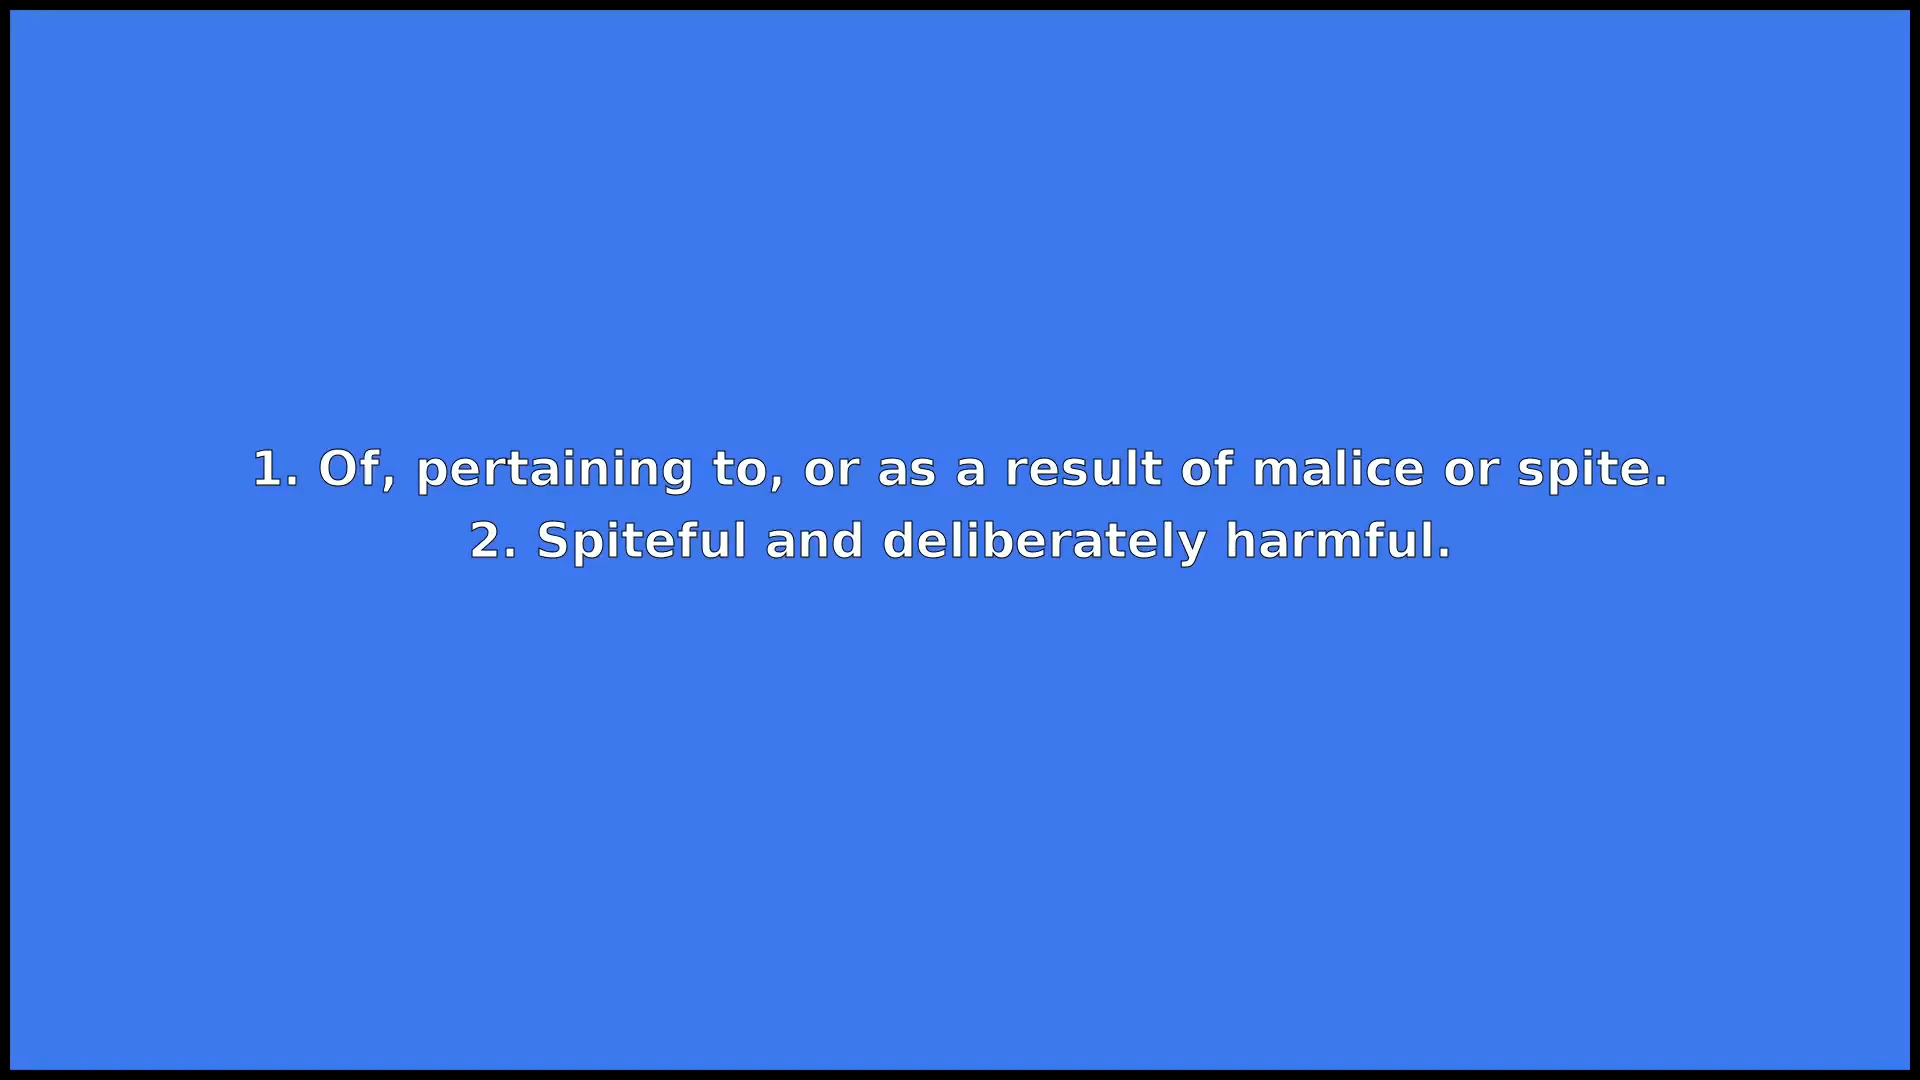 1. Of, pertaining to, or as a result of malice or spite.
2. Spiteful and deliberately harmful.